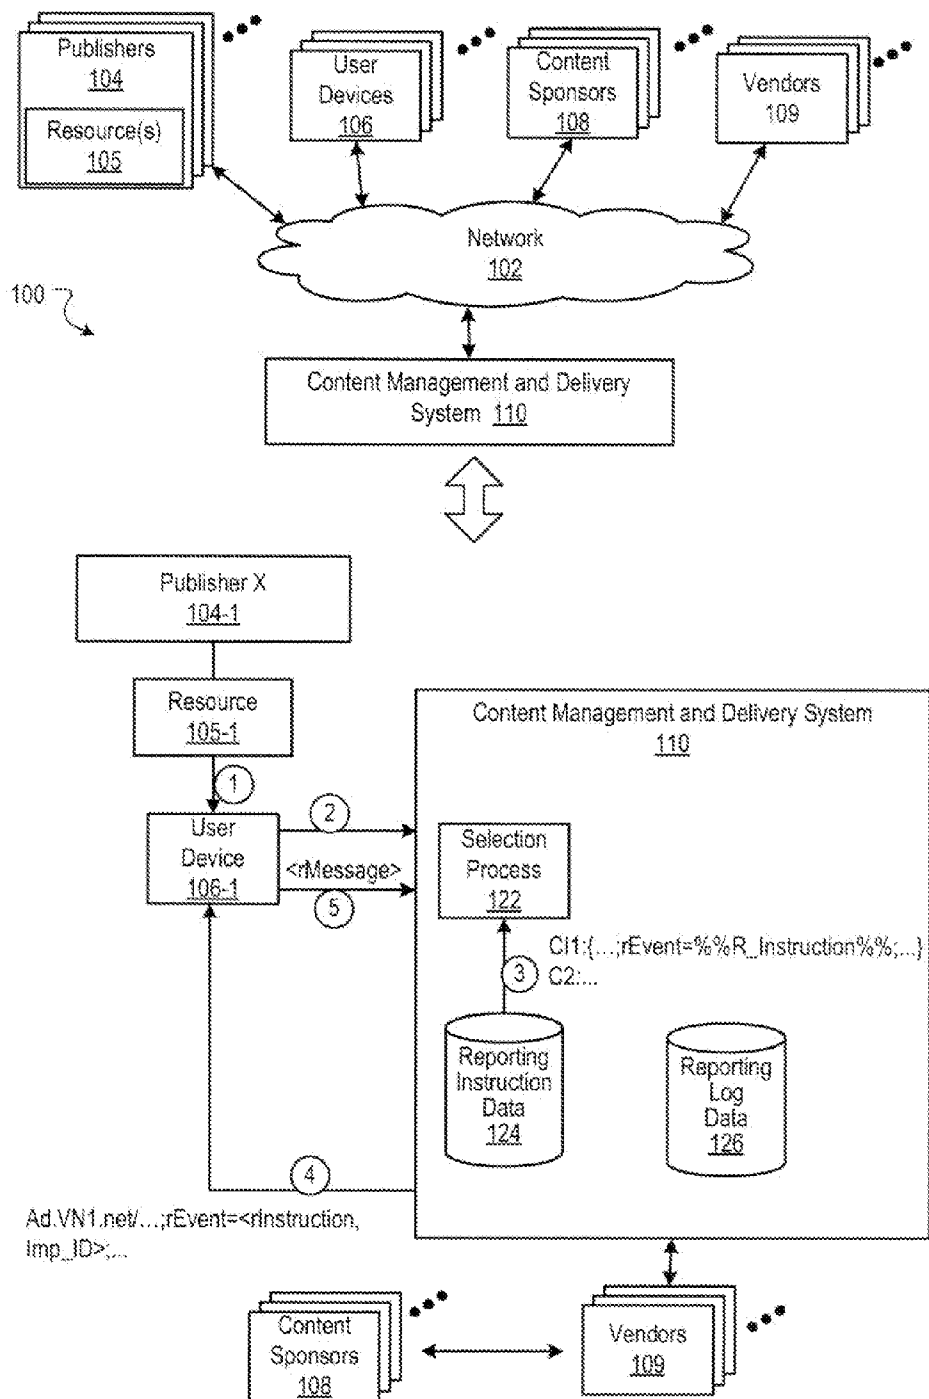 Publishers
104
Resource(s)
105
User
Devices
106
Content
Sponsors
108
Vendors
109
Network
102
100
Content Management and Delivery
System 110
Publisher X
104-1
Resource
105-1
1
User
Device
106-1
2
<rMessage>
5
Content Management and Delivery System
110
Selection
Process
122
CI1:{...;rEvent=%%R_Instruction%%;...}
C2:...
3
Reporting
Instruction
Data
124
Reporting
Log
Data
126
4
Ad.VN1.net/...;rEvent=<rInstruction,
Imp_ID>;...
Content
Sponsors
108
Vendors
109